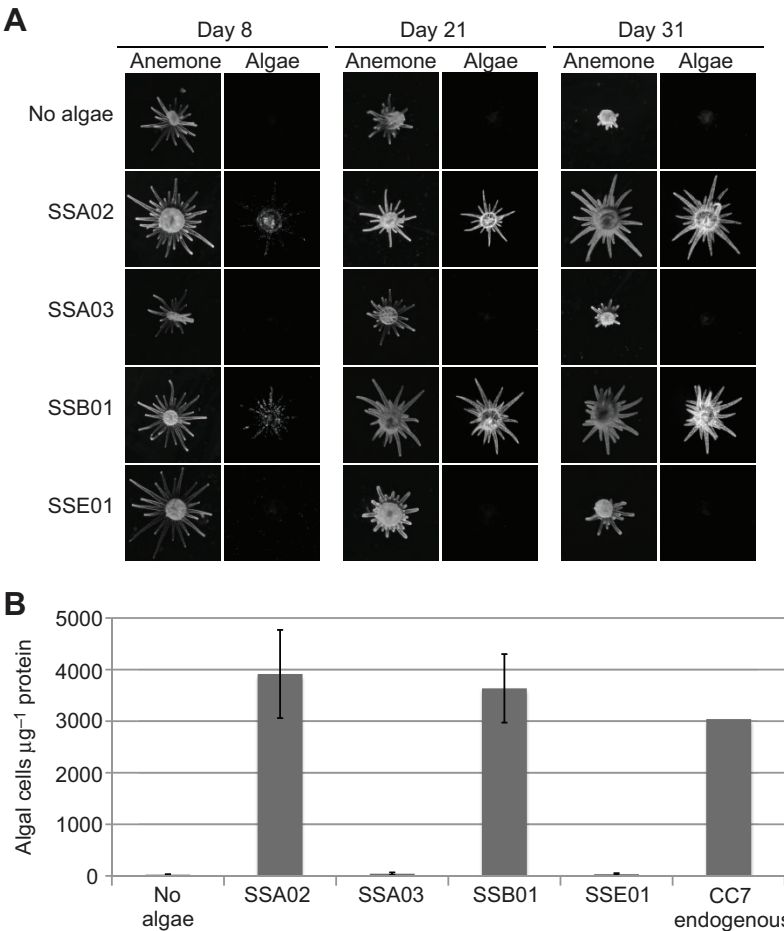 A
Day 8 Day 21 Day 31
Anemone Algae Anemone Algae Anemone Algae
No algae
SSA02
SSA03
SSB01
SSE01
B
Algal cells μg⁻¹ protein
5000
4000
3000
2000
1000
0
No algae SSA02 SSA03 SSB01 SSE01 CC7 endogenous